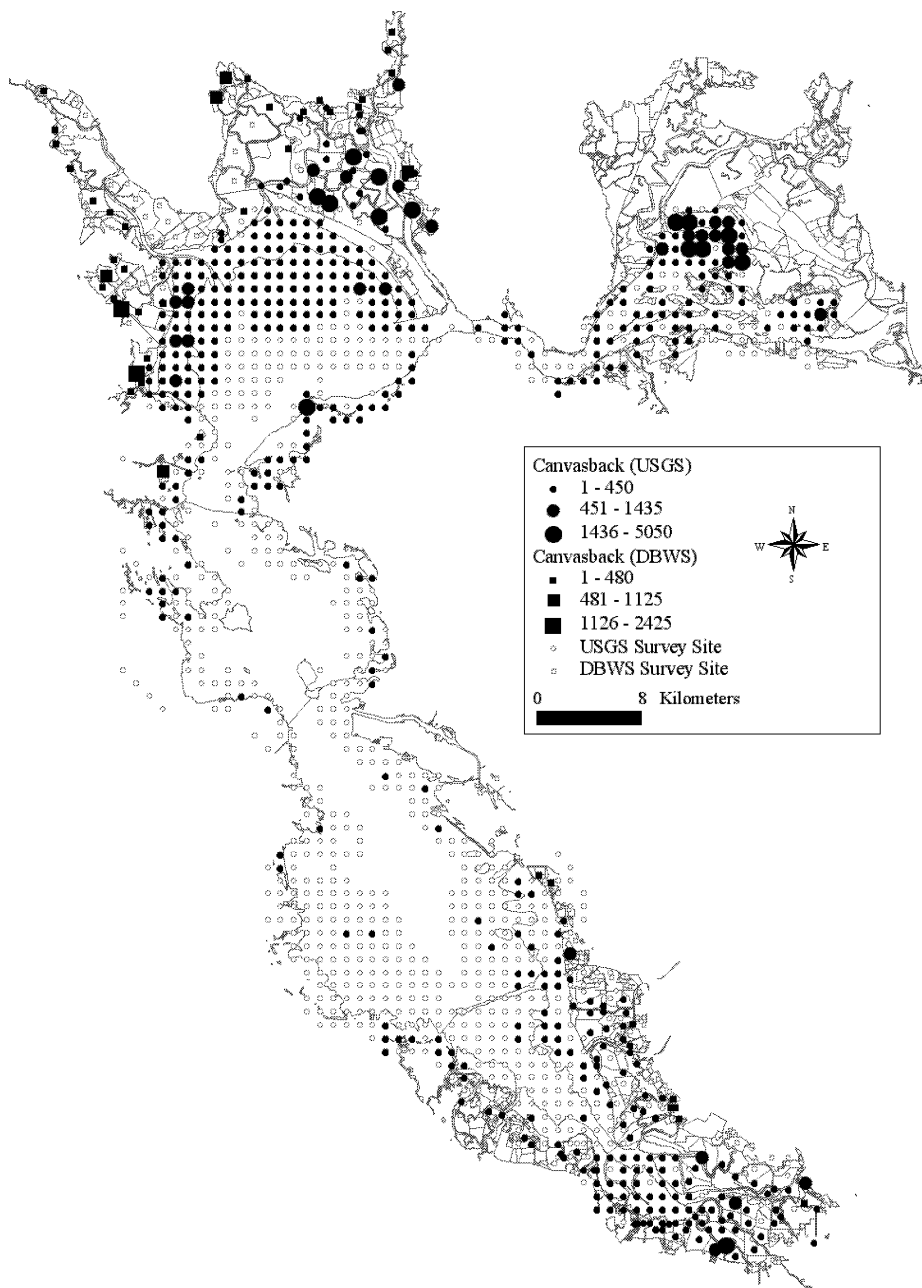 Canvasback (USGS)
1 - 450
451 - 1435
1436 - 5050
Canvasback (DBWS)
1 - 480
481 - 1125
1126 - 2425
USGS Survey Site
DBWS Survey Site
0 8 Kilometers
N
W E
S